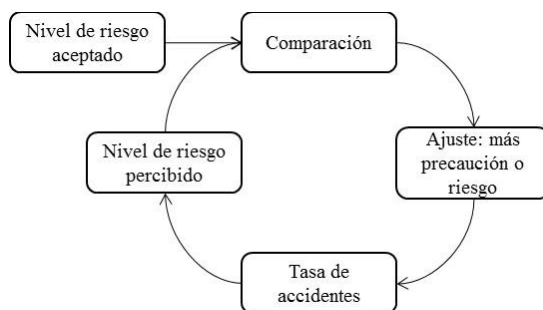 Nivel de riesgo
aceptado
Comparación
Ajuste: más
precaución o
riesgo
Nivel de riesgo
percibido
Tasa de
accidentes